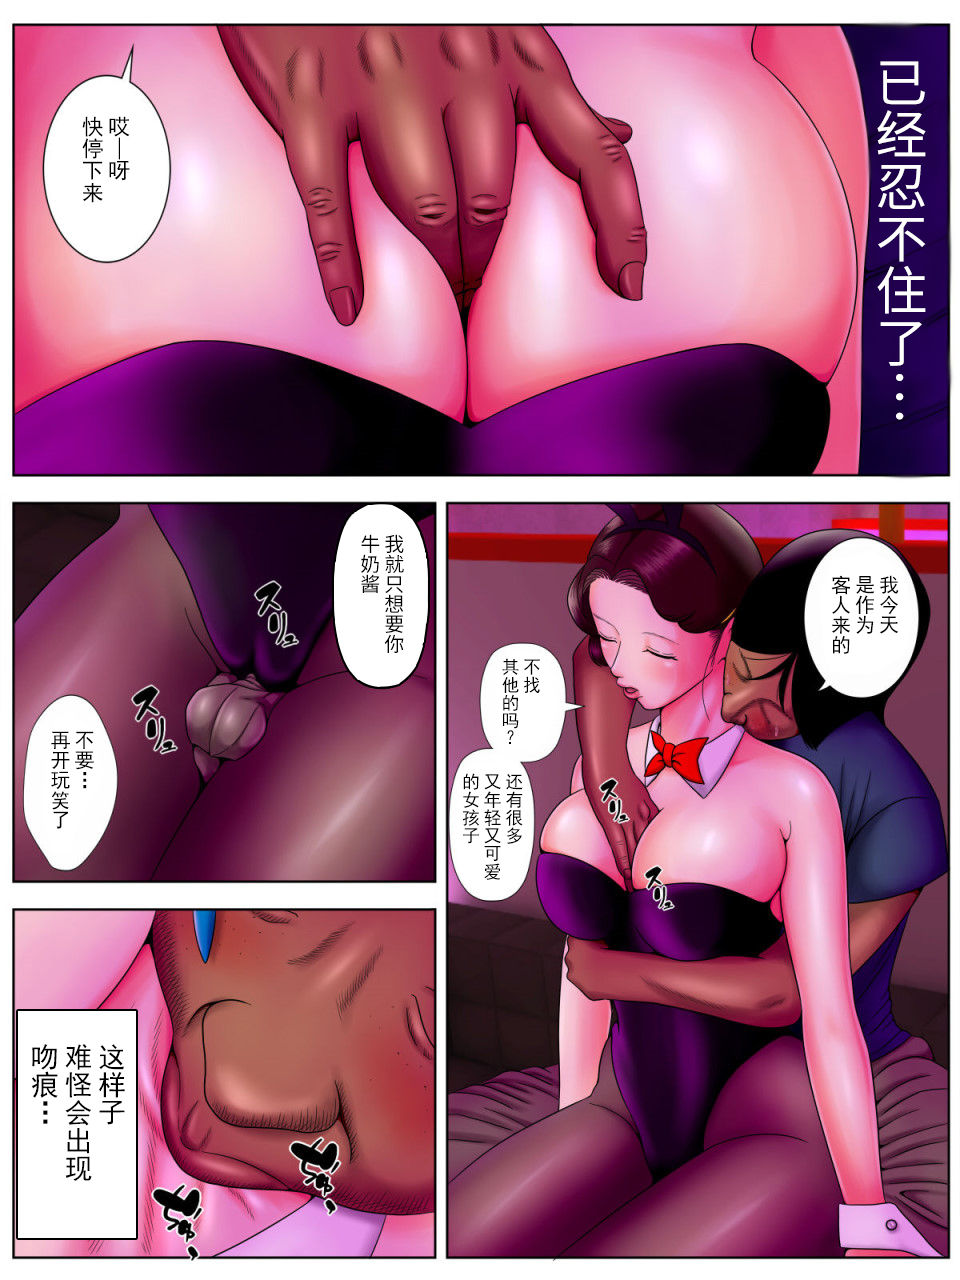 已经忍不住了…
哎—呀
快停下来
我今天
是作为
客人来的
不找
其他的吗?
还有很多
又年轻又可爱
的女孩子
スリュ
スリュ
我就只想要你
牛奶酱
スリュ
スリュ
不要…
再开玩笑了
这样子
难怪会出现
吻痕…
ちゅ、
ちゅ、